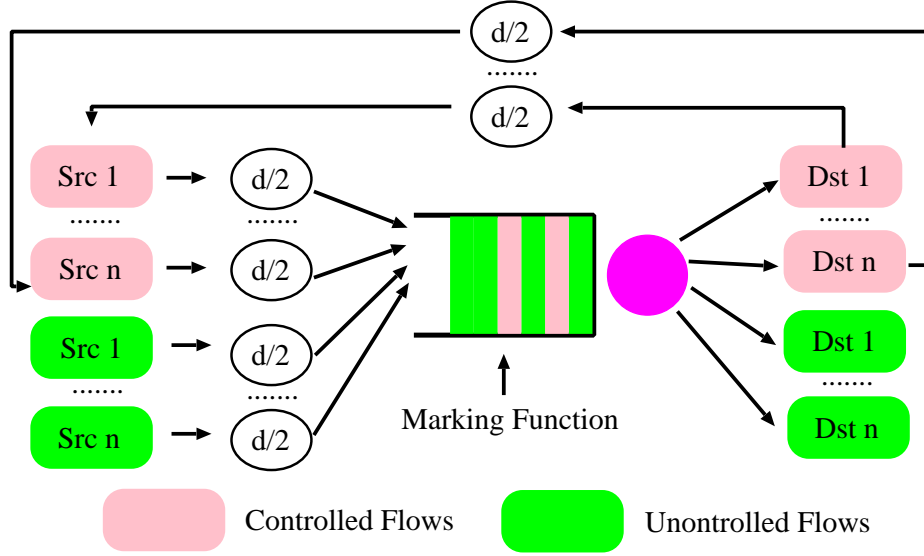 d/2
.......
d/2
Src 1
d/2
Dst 1
.......
.......
.......
Src n
d/2
Dst n
Src 1
d/2
Dst 1
.......
.......
.......
Src n
d/2
Dst n
Marking Function
Controlled Flows
Unontrolled Flows